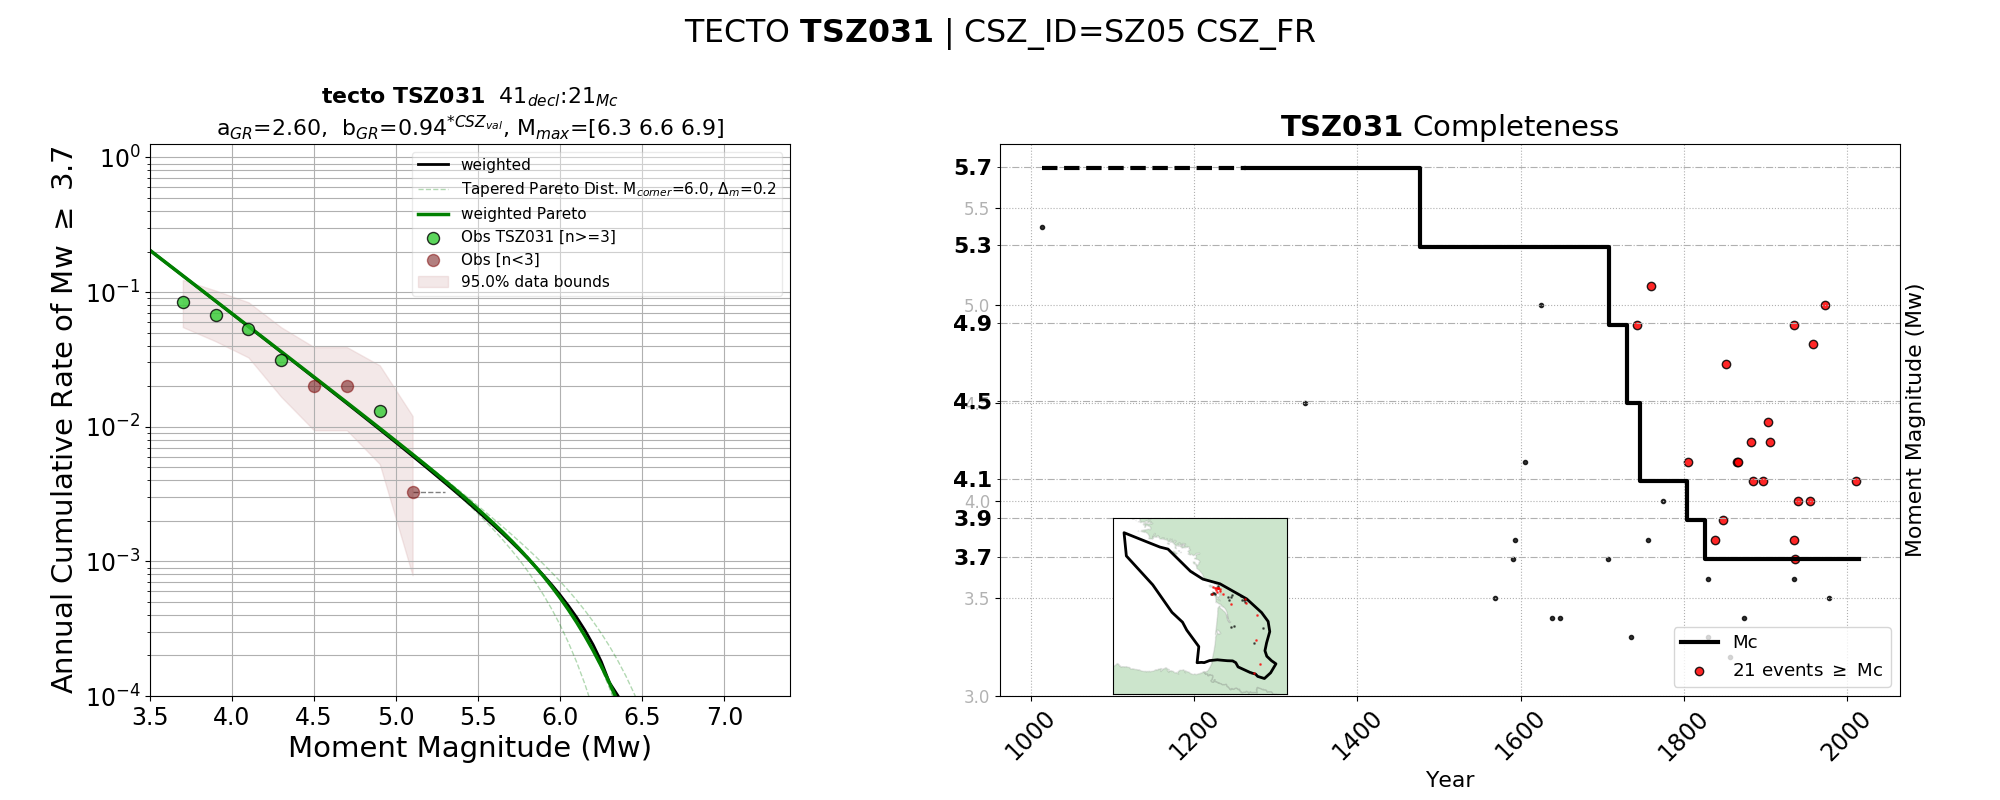 TECTO TSZ031 | CSZ_ID=SZ05 CSZ_FR
tecto TSZ031 41decl:21Mc
aGR=2.60, bGR=0.94*CSZval, Mmax=[6.3 6.6 6.9]
Annual Cumulative Rate of Mw ≥ 3.7
10^0
10^−1
10^−2
10^−3
10^−4
weighted
Tapered Pareto Dist. Mcorner=6.0, Δm=0.2
weighted Pareto
Obs TSZ031 [n>=3]
Obs [n<3]
95.0% data bounds
3.5 4.0 4.5 5.0 5.5 6.0 6.5 7.0
Moment Magnitude (Mw)
TSZ031 Completeness
5.7
5.5
5.3
5.0
4.9
4.5
4.5
4.1
4.0
3.9
3.7
3.5
3.0
Moment Magnitude (Mw)
Mc
21 events ≥ Mc
1000 1200 1400 1600 1800 2000
Year